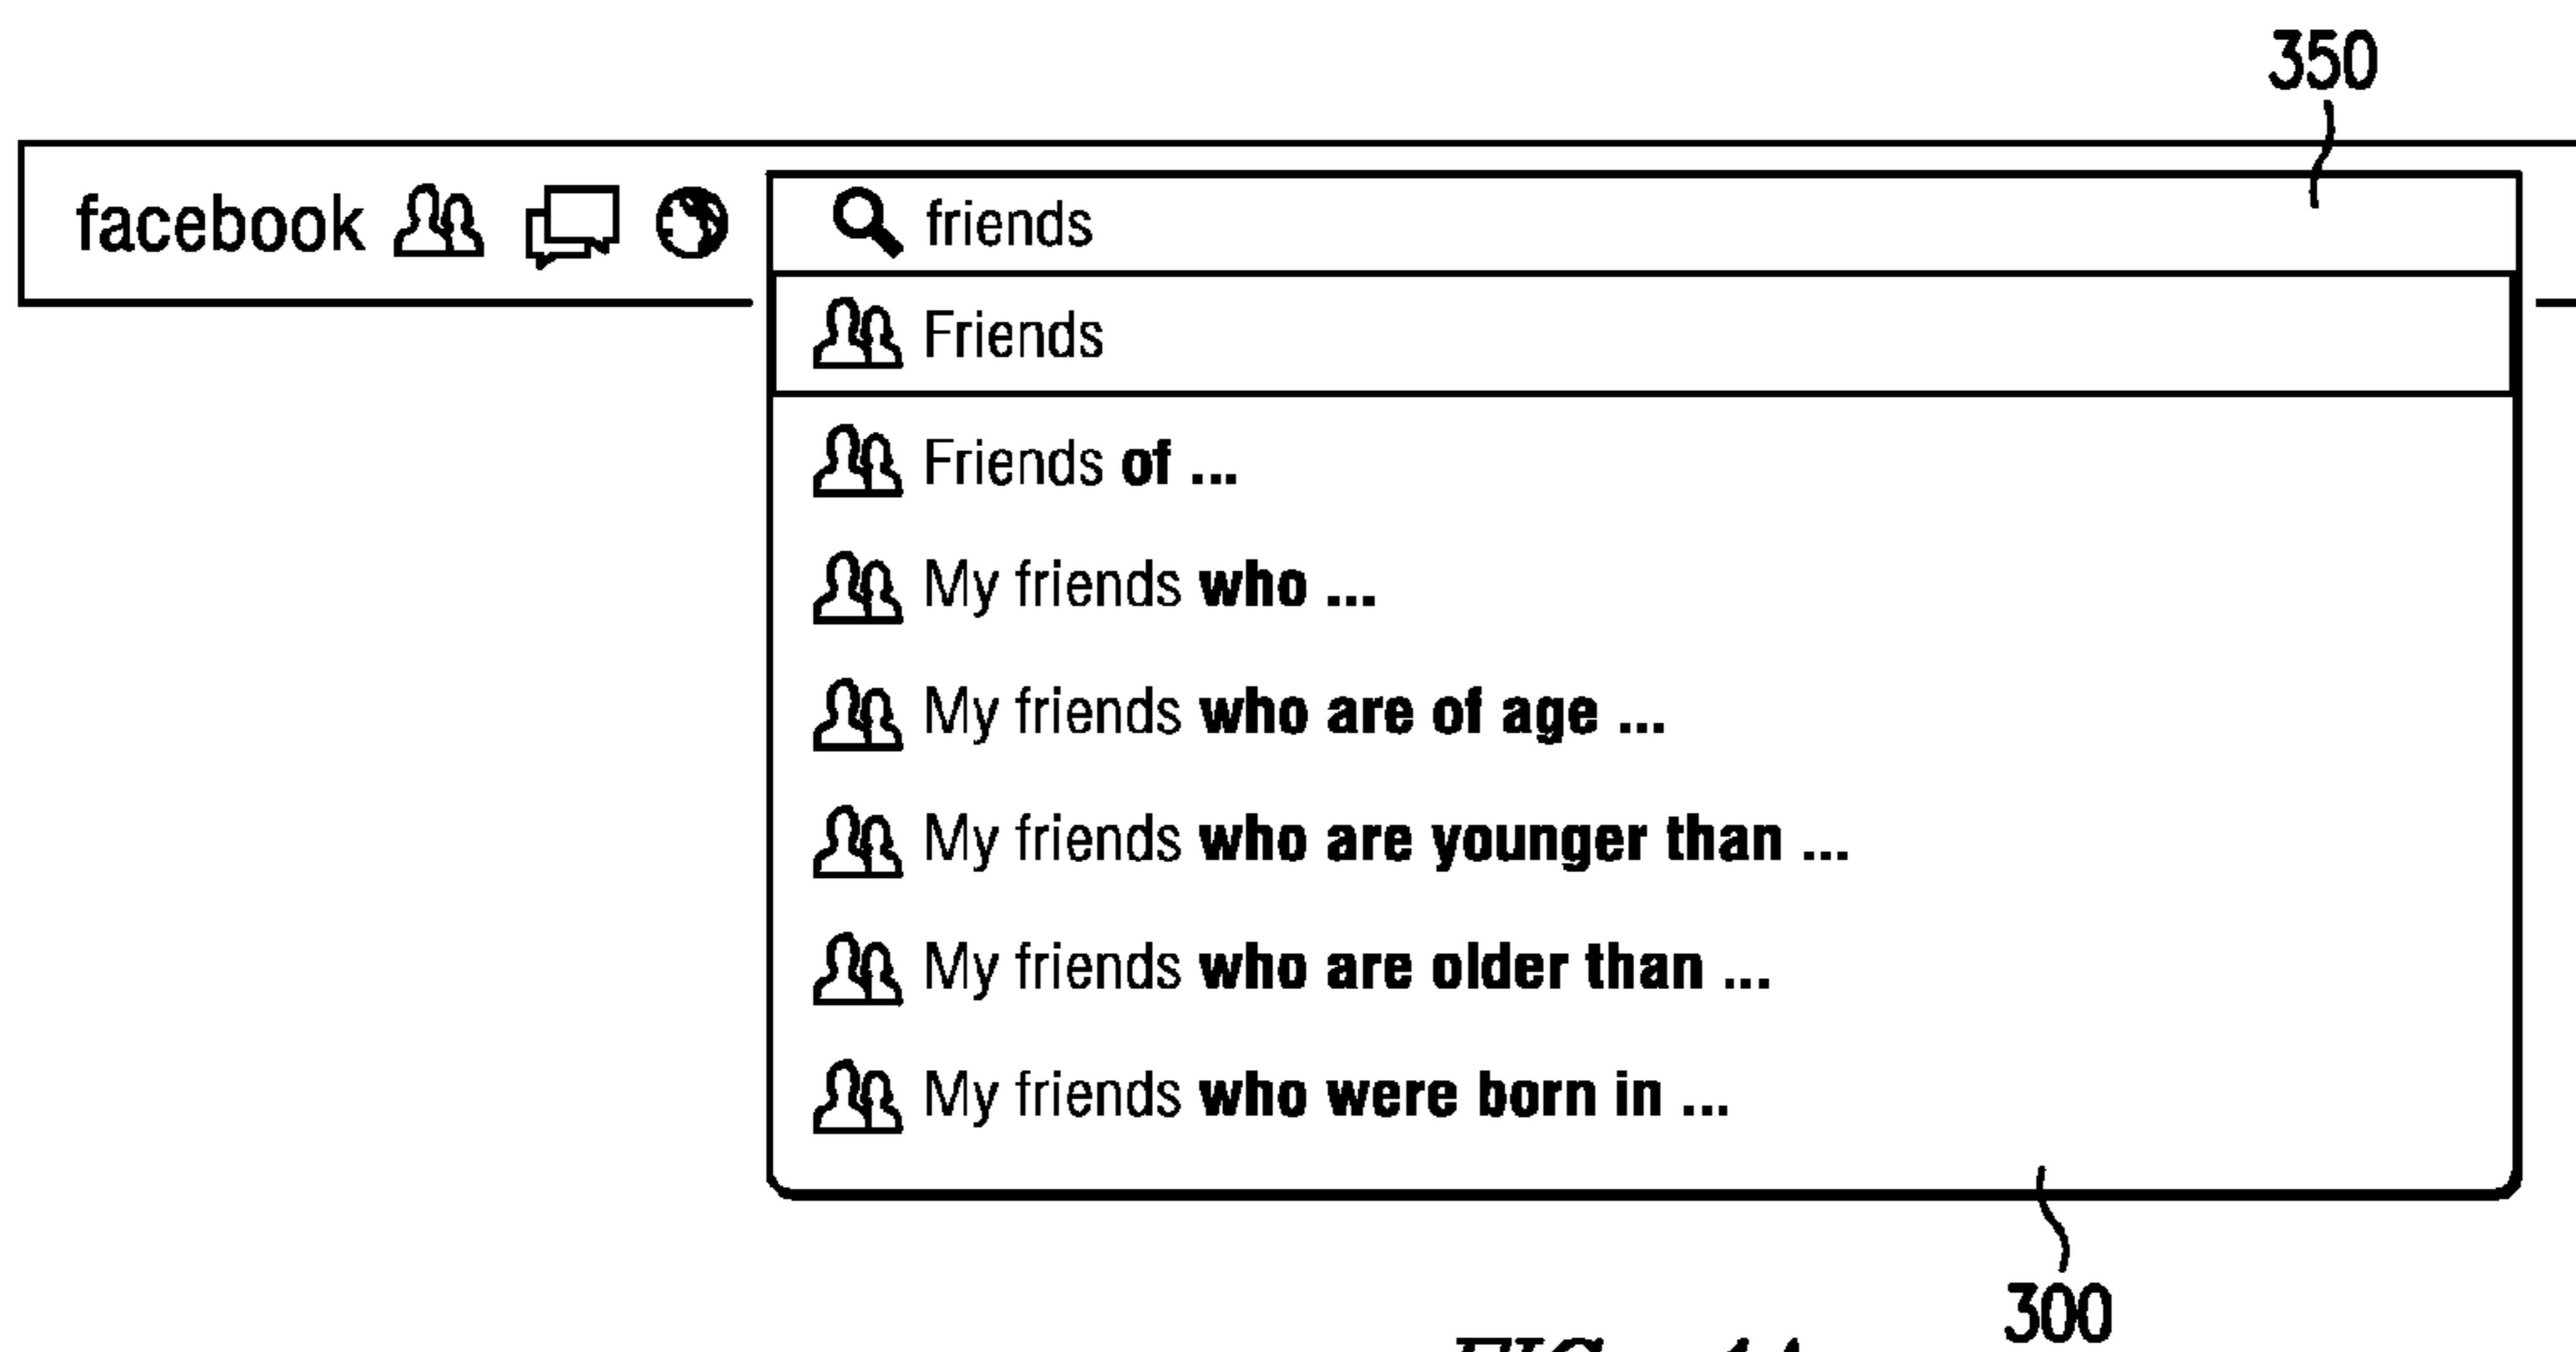 350
facebook
friends
Friends
Friends of ...
My friends who ...
My friends who are of age ...
My friends who are younger than ...
My friends who are older than ...
My friends who were born in ...
300